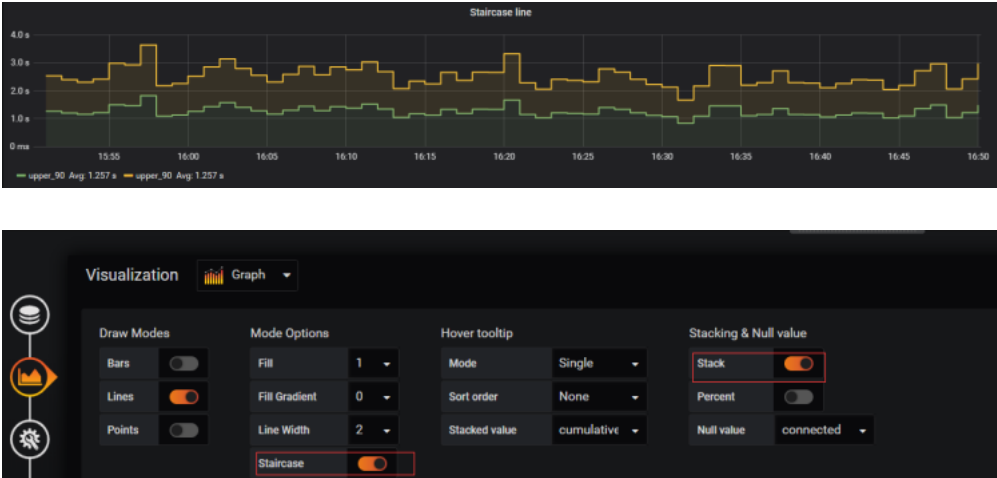 Staircase line
4.0 s
3.0 s
2.0 s
1.0 s
0 ms
15:55 16:00 16:05 16:10 16:15 16:20 16:25 16:30 16:35 16:40 16:45 16:50
upper_90 Avg: 1.257 s upper_90 Avg: 1.257 s
Visualization Graph
Draw Modes Mode Options Hover tooltip Stacking & Null value
Bars Fill 1 Mode Single Stack
Lines Fill Gradient 0 Sort order None Percent
Points Line Width 2 Stacked value cumulative Null value connected
Staircase